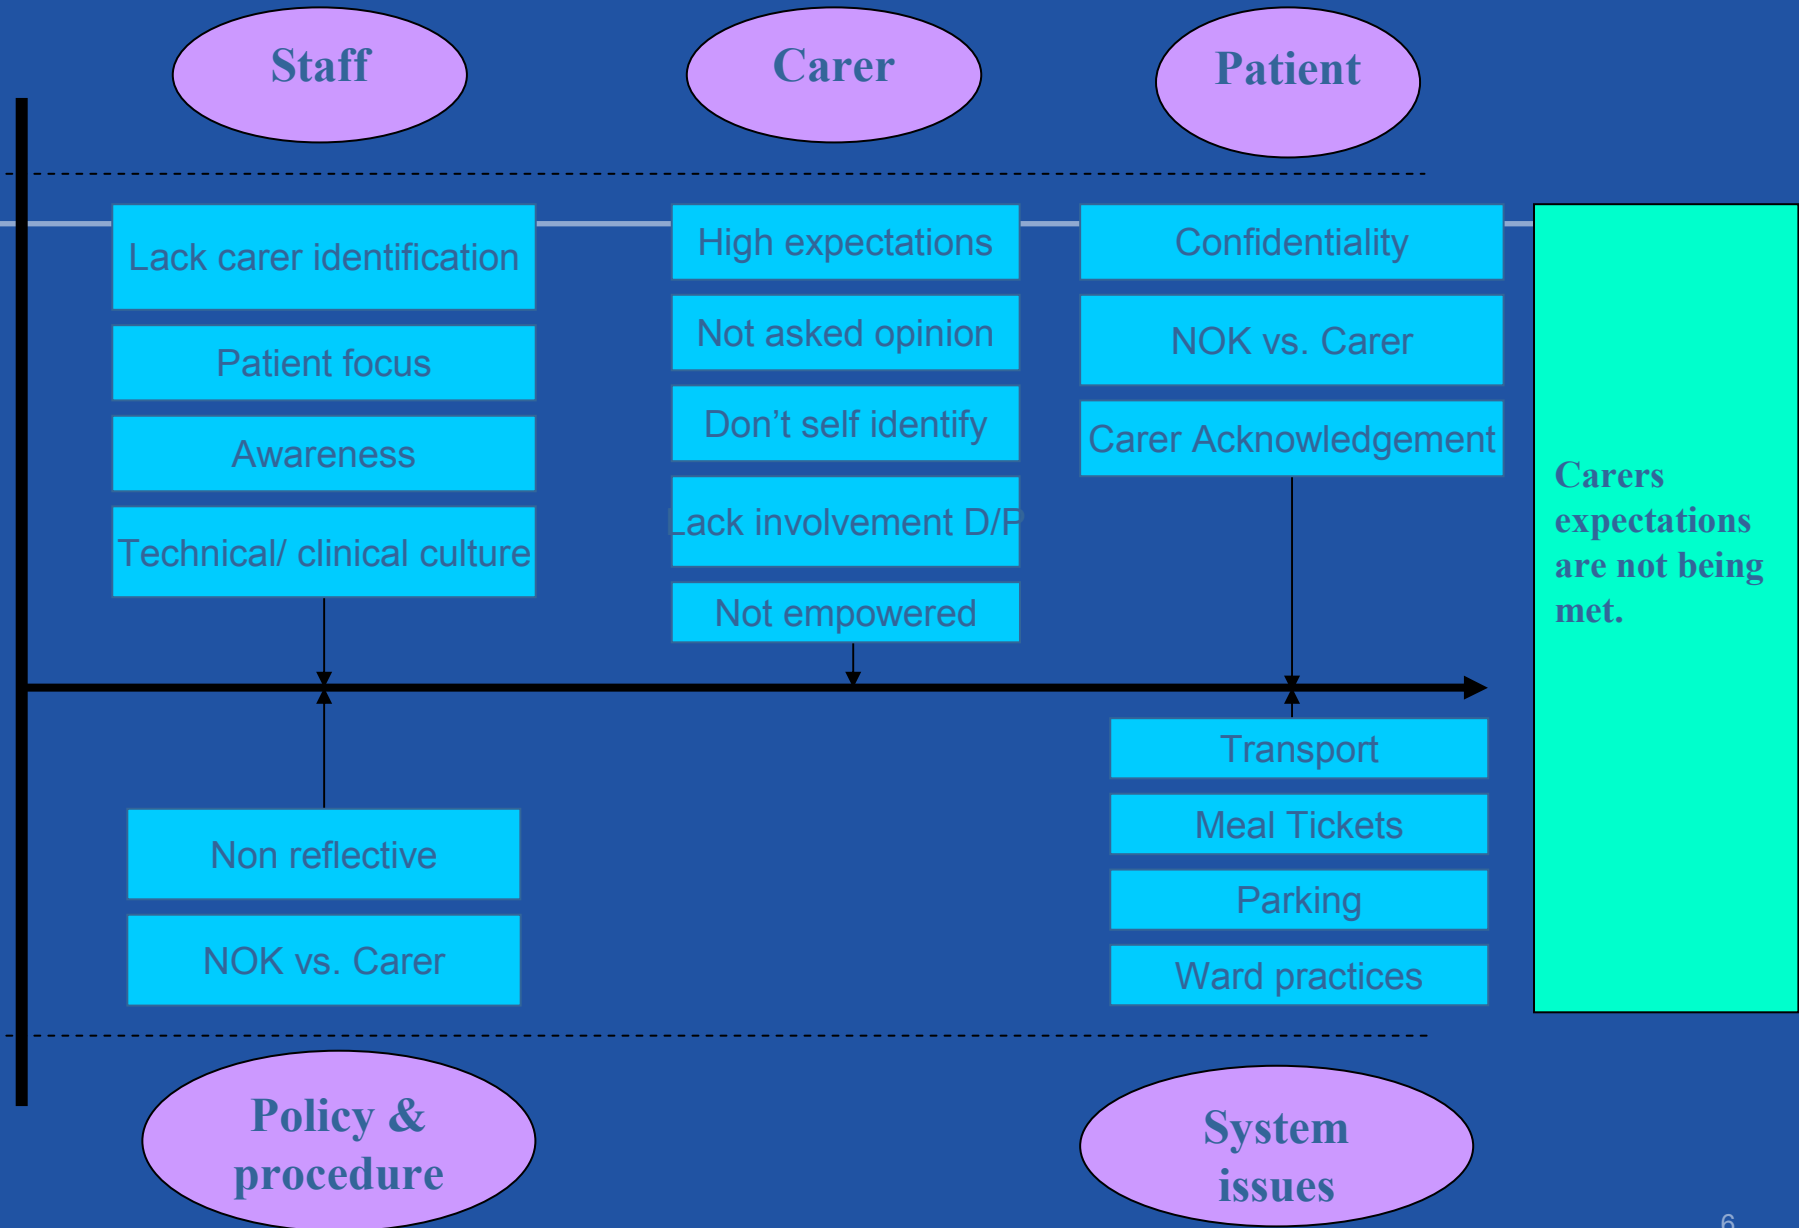 Staff
Carer
Patient
Lack carer identification
Patient focus
Awareness
Technical/ clinical culture
High expectations
Not asked opinion
Don’t self identify
Lack involvement D/P
Not empowered
Confidentiality
NOK vs. Carer
Carer Acknowledgement
Carers
expectations
are not being
met.
Non reflective
NOK vs. Carer
Transport
Meal Tickets
Parking
Ward practices
Policy &
procedure
System
issues
6